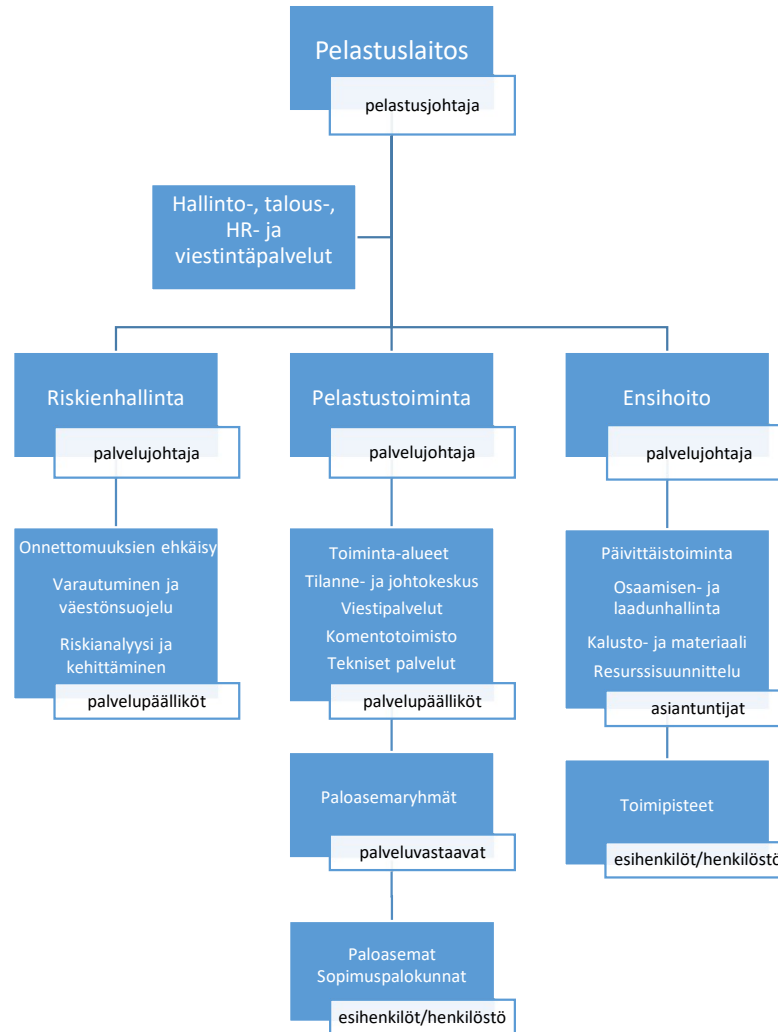 Pelastuslaitos
pelastusjohtaja
Hallinto-, talous-,
HR- ja
viestintäpalvelut
Riskienhallinta
palvelujohtaja
Pelastustoiminta
palvelujohtaja
Ensihoito
palvelujohtaja
Onnettomuuksien ehkäisy
Varautuminen ja
väestönsuojelu
Riskianalyysi ja
kehittäminen
palvelupäälliköt
Toiminta-alueet
Tilanne- ja johtokeskus
Viestipalvelut
Komentotoimisto
Tekniset palvelut
palvelupäälliköt
Päivittäistoiminta
Osaamisen- ja
laadunhallinta
Kalusto- ja materiaali
Resurssisuunnittelu
asiantuntijat
Paloasemaryhmät
palveluvastaavat
Toimipisteet
esihenkilöt/henkilöstö
Paloasemat
Sopimuspalokunnat
esihenkilöt/henkilöstö